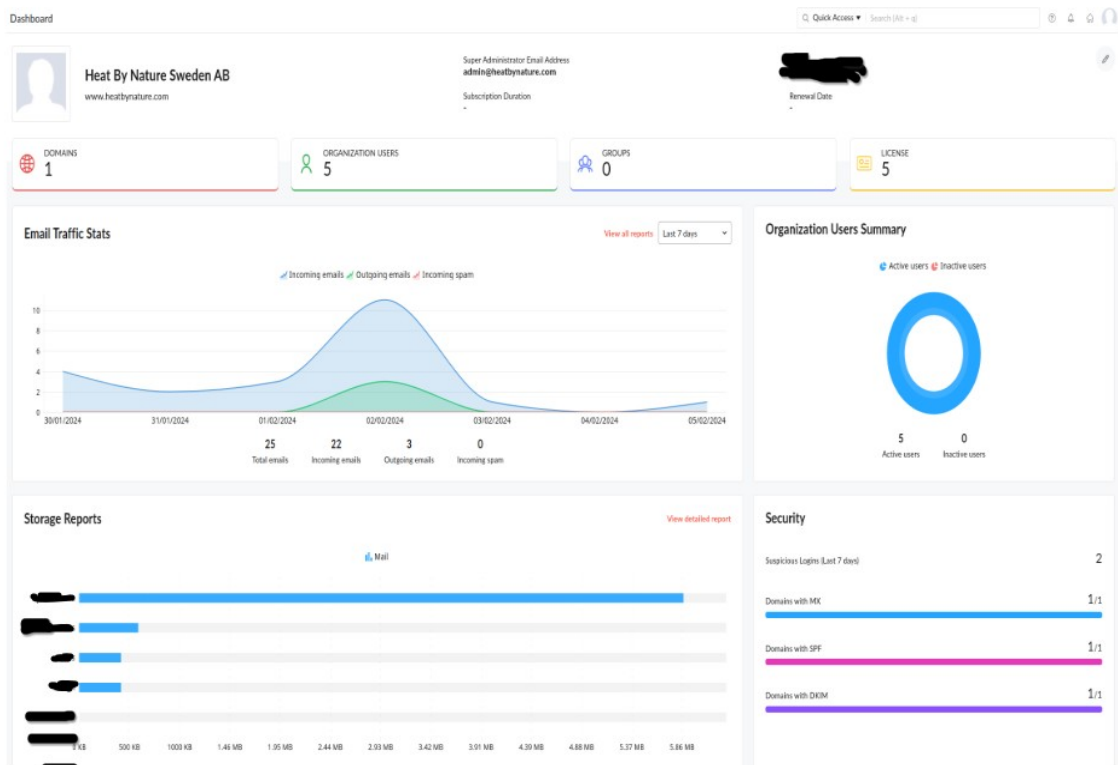 Dashboard
Quick Access ▼ Search (Alt + q)
Heat By Nature Sweden AB
www.heatbynature.com
Super Administrator Email Address
admin@heatbynature.com
Subscription Duration
-
Renewal Date
-
DOMAINS
1
ORGANIZATION USERS
5
GROUPS
0
LICENSE
5
Email Traffic Stats
View all reports Last 7 days
Incoming emails Outgoing emails Incoming spam
10
8
6
4
2
0
30/01/2024 31/01/2024 01/02/2024 02/02/2024 03/02/2024 04/02/2024 05/02/2024
25 22 3 0
Total emails Incoming emails Outgoing emails Incoming spam
Organization Users Summary
Active users Inactive users
5 0
Active users Inactive users
Storage Reports
View detailed report
Mail
0 KB 500 KB 1000 KB 1.46 MB 1.95 MB 2.44 MB 2.93 MB 3.42 MB 3.91 MB 4.39 MB 4.88 MB 5.37 MB 5.86 MB
Security
Suspicious Logins (Last 7 days) 2
Domains with MX 1/1
Domains with SPF 1/1
Domains with DKIM 1/1